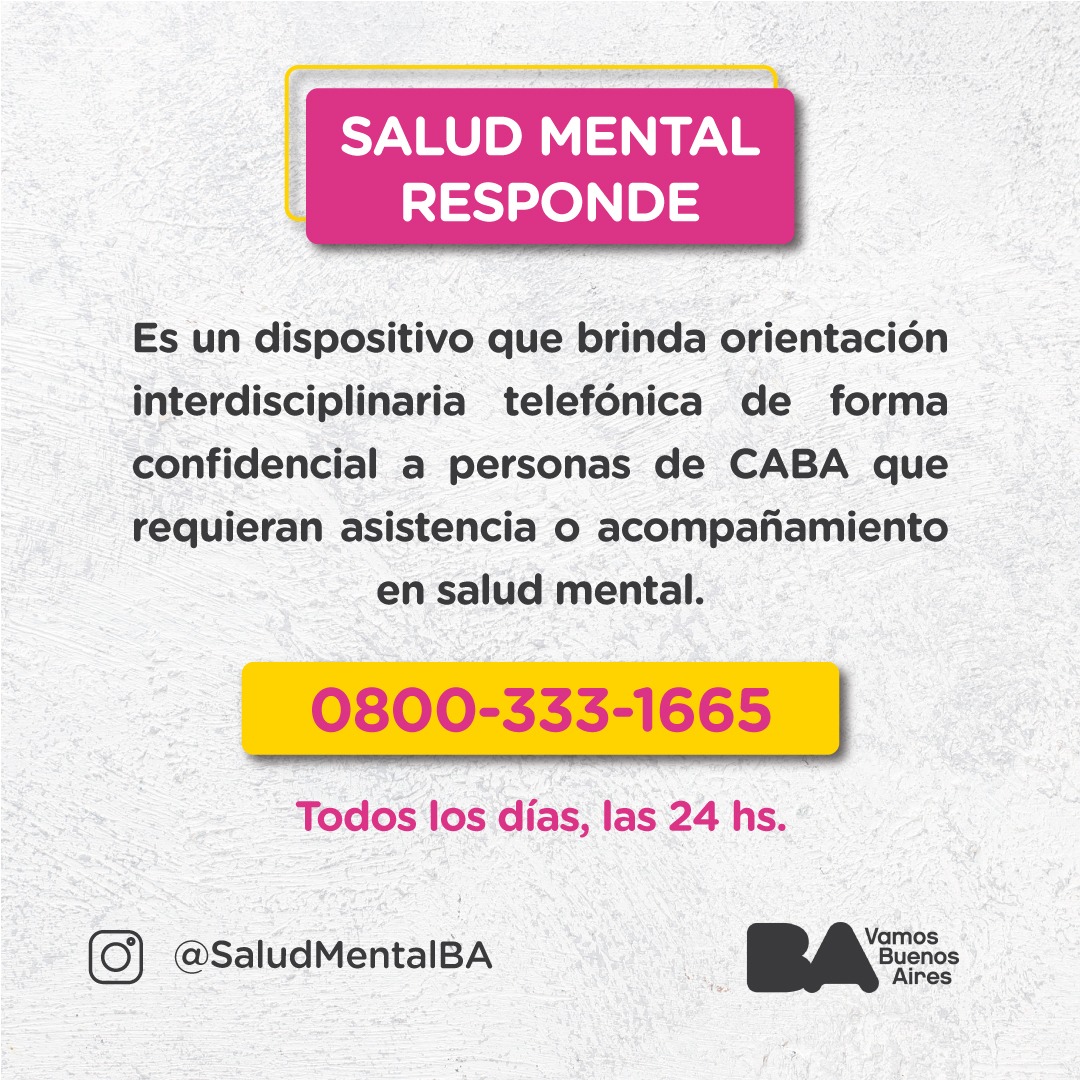 SALUD MENTAL
RESPONDE
Es un dispositivo que brinda orientación
interdisciplinaria telefónica de forma
confidencial a personas de CABA que
requieran asistencia o acompañamiento
en salud mental.
0800-333-1665
Todos los días, las 24 hs.
@SaludMentalBA
BA Vamos
Buenos
Aires